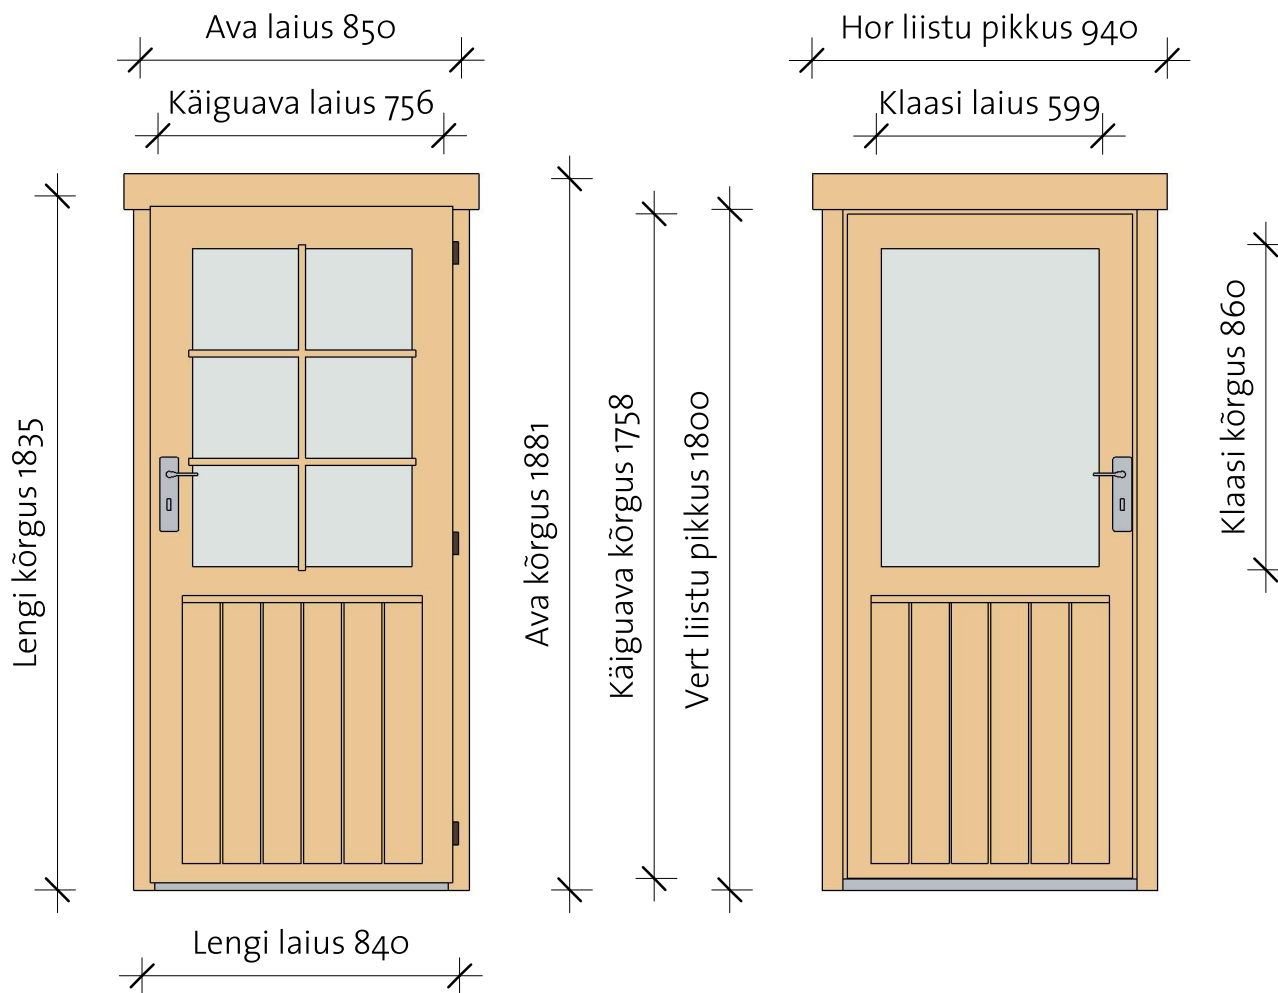 Ava laius 850
Käiguava laius 756
Hor liistu pikkus 940
Klaasi laius 599
Lengi kõrgus 1835
Ava kõrgus 1881
Käiguava kõrgus 1758
Vert liistu pikkus 1800
Klaasi kõrgus 860
Lengi laius 840